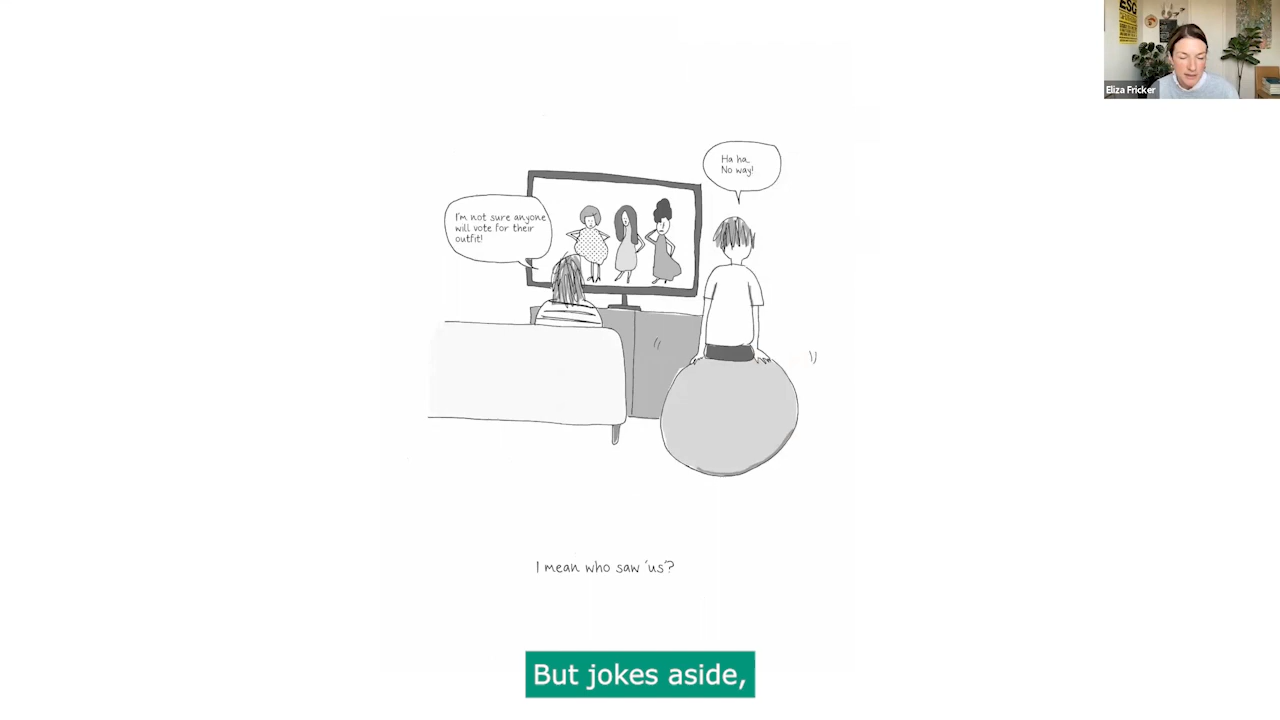 ESG
Eliza Fricker
Ha ha..
No way!
I'm not sure anyone
will vote for their
outfit!
I mean who saw 'us'?
But jokes aside,